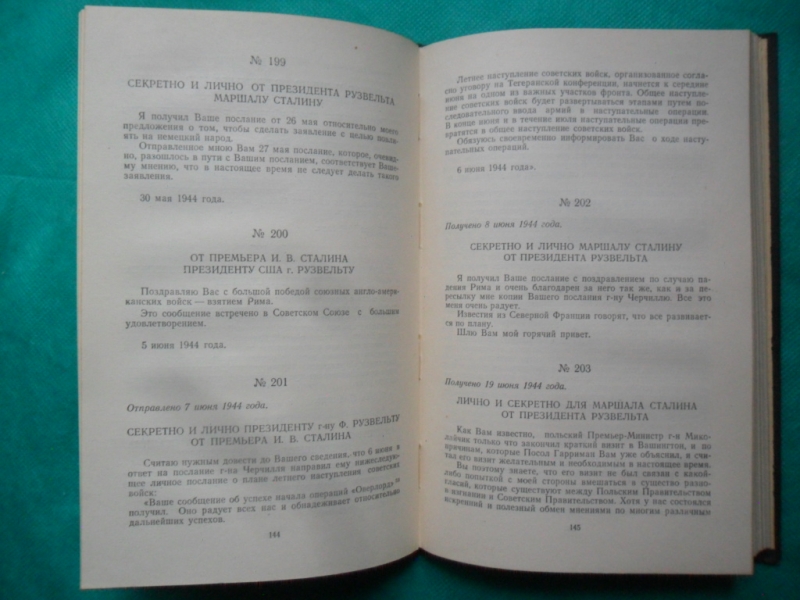 № 199
СЕКРЕТНО И ЛИЧНО ОТ ПРЕЗИДЕНТА РУЗВЕЛЬТА
МАРШАЛУ СТАЛИНУ
Я получил Ваше послание от 26 мая относительно моего
предложения о том, чтобы сделать заявление с целью повли-
ять на немецкий народ.
Отправленное мною Вам 27 мая послание, которое, очевид-
но, разошлось в пути с Вашим посланием, соответствует Ваше-
му мнению, что в настоящее время не следует делать такого
заявления.
30 мая 1944 года.
№ 200
ОТ ПРЕМЬЕРА И. В. СТАЛИНА
ПРЕЗИДЕНТУ США г. РУЗВЕЛЬТУ
Поздравляю Вас с большой победой союзных англо-амери-
канских войск — взятием Рима.
Это сообщение встречено в Советском Союзе с большим
удовлетворением.
5 июня 1944 года.
№ 201
Отправлено 7 июня 1944 года.
СЕКРЕТНО И ЛИЧНО ПРЕЗИДЕНТУ г-ну Ф. РУЗВЕЛЬТУ
ОТ ПРЕМЬЕРА И. В. СТАЛИНА
Считаю нужным довести до Вашего сведения, что 6 июня в
ответ на послание г-на Черчилля направил ему нижеследую-
щее личное послание о плане летнего наступления советских
войск:
«Ваше сообщение об успехе начала операций «Оверлорд»
получил. Оно радует всех нас и обнадеживает относительно
дальнейших успехов.
144
Летнее наступление советских войск, организованное соглас-
но уговору на Тегеранской конференции, начнется к середине
июня на одном из важных участков фронта. Общее наступле-
ние советских войск будет развертываться этапами путем по-
следовательного ввода армий в наступательные операции.
В конце июня и в течение июля наступательные операции пре-
вратятся в общее наступление советских войск.
Обязуюсь своевременно информировать Вас о ходе насту-
пательных операций.
6 июня 1944 года».
№ 202
Получено 8 июня 1944 года.
СЕКРЕТНО И ЛИЧНО МАРШАЛУ СТАЛИНУ
ОТ ПРЕЗИДЕНТА РУЗВЕЛЬТА
Я получил Ваше послание с поздравлением по случаю па-
дения Рима и очень благодарен за него так же, как и за пе-
ресылку мне копии Вашего послания г-ну Черчиллю. Все это
меня очень радует.
Известия из Северной Франции говорят, что все развивает-
ся по плану.
Шлю Вам мой горячий привет.
№ 203
Получено 19 июня 1944 года.
ЛИЧНО И СЕКРЕТНО ДЛЯ МАРШАЛА СТАЛИНА
ОТ ПРЕЗИДЕНТА РУЗВЕЛЬТА
Как Вам известно, польский Премьер-Министр г-н Микo-
лайчик только что закончил краткий визит в Вашингтон, и по
причинам, которые Посол Гарриман Вам уже объяснил, я счи-
тал его визит желательным и необходимым в настоящее время.
Вы поэтому знаете, что его визит не был связан с какой-
либо попыткой с моей стороны вмешаться в существо разно-
гласий, которые существуют между Польским Правительством
в изгнании и Советским Правительством. Хотя у нас состоялся
искренний и полезный обмен мнениями по многим различным
145